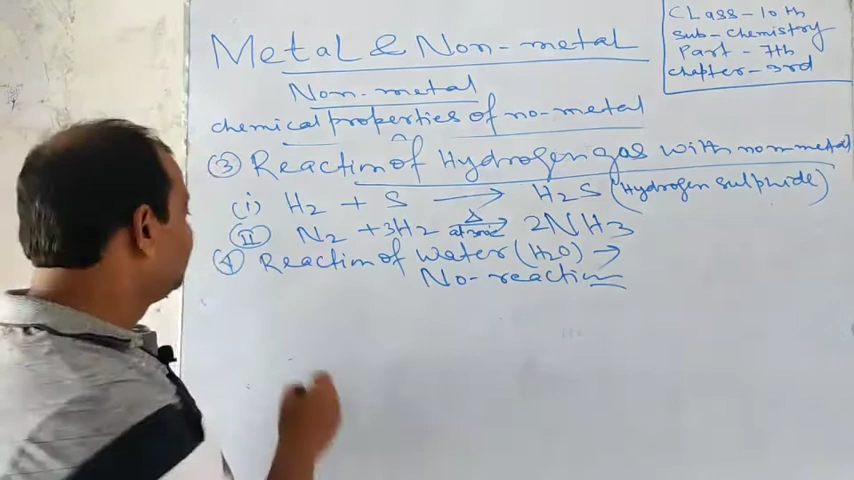 Metal & Non-metal
Class-10th
Sub-Chemistry
Part-7th
Chapter-3rd
Non-metal
chemical properties of no-metal
③ Reaction of Hydrogen gas with nonmetal
(i) H2 + S → H2S (Hydrogen sulphide)
(II) N2 + 3H2 Δ → 2NH3
④ Reaction of water (H2O) →
No-reaction